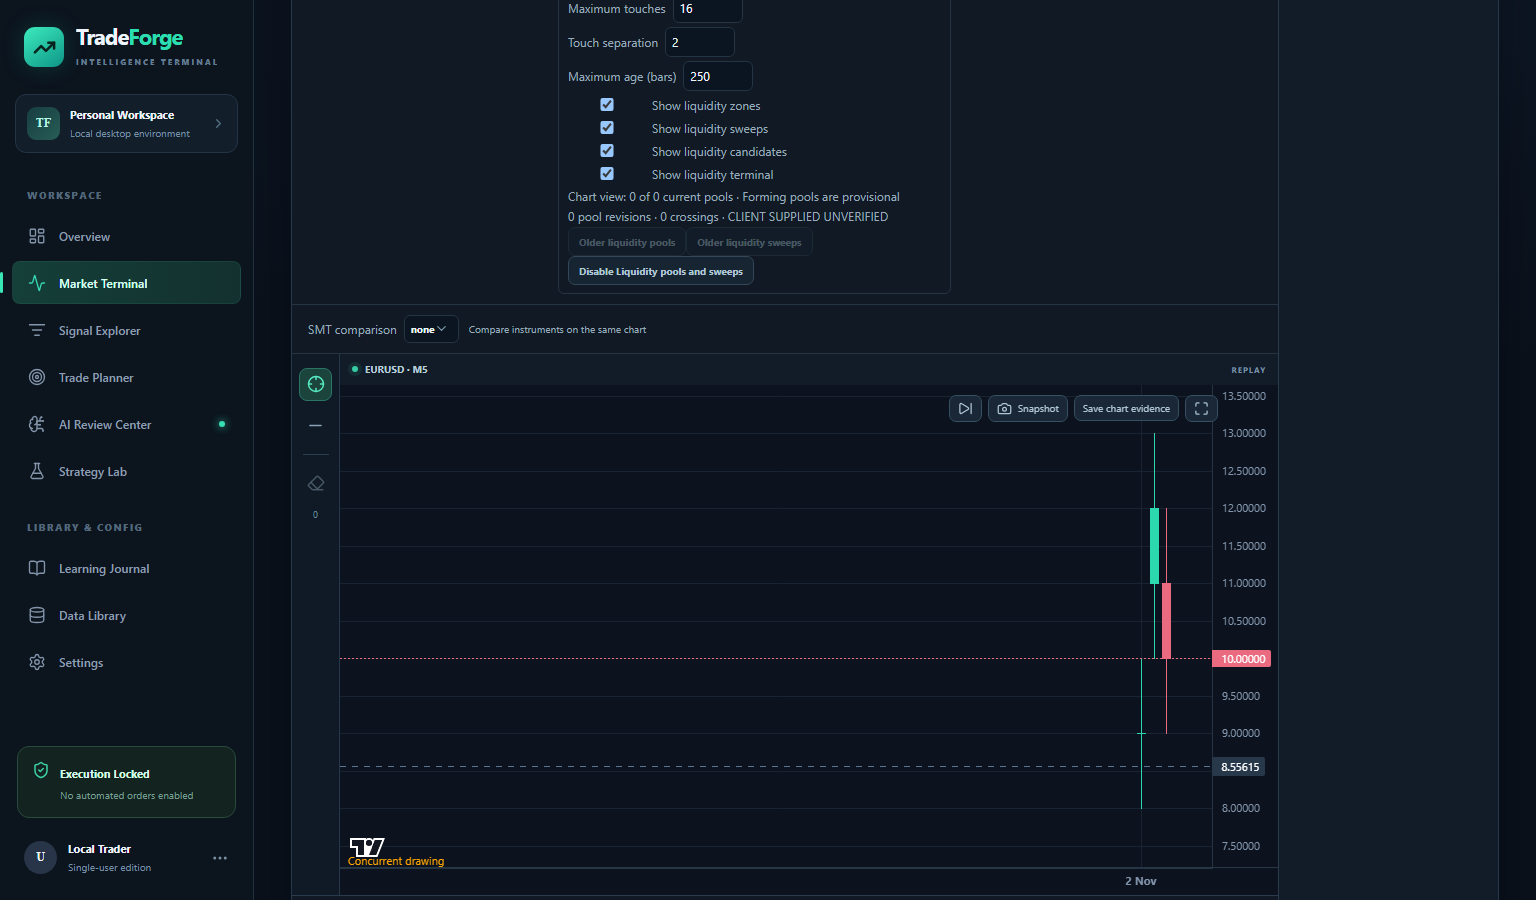 TradeForge
INTELLIGENCE TERMINAL
TF
Personal Workspace
Local desktop environment
WORKSPACE
Overview
Market Terminal
Signal Explorer
Trade Planner
AI Review Center
Strategy Lab
LIBRARY & CONFIG
Learning Journal
Data Library
Settings
Execution Locked
No automated orders enabled
U
Local Trader
Single-user edition
Maximum touches 16
Touch separation 2
Maximum age (bars) 250
Show liquidity zones
Show liquidity sweeps
Show liquidity candidates
Show liquidity terminal
Chart view: 0 of 0 current pools · Forming pools are provisional
0 pool revisions · 0 crossings · CLIENT SUPPLIED UNVERIFIED
Older liquidity pools Older liquidity sweeps
Disable Liquidity pools and sweeps
SMT comparison none Compare instruments on the same chart
EURUSD · M5 REPLAY
Snapshot Save chart evidence
0
13.50000
13.00000
12.50000
12.00000
11.50000
11.00000
10.50000
10.00000
9.50000
9.00000
8.55615
8.00000
7.50000
Concurrent drawing
2 Nov